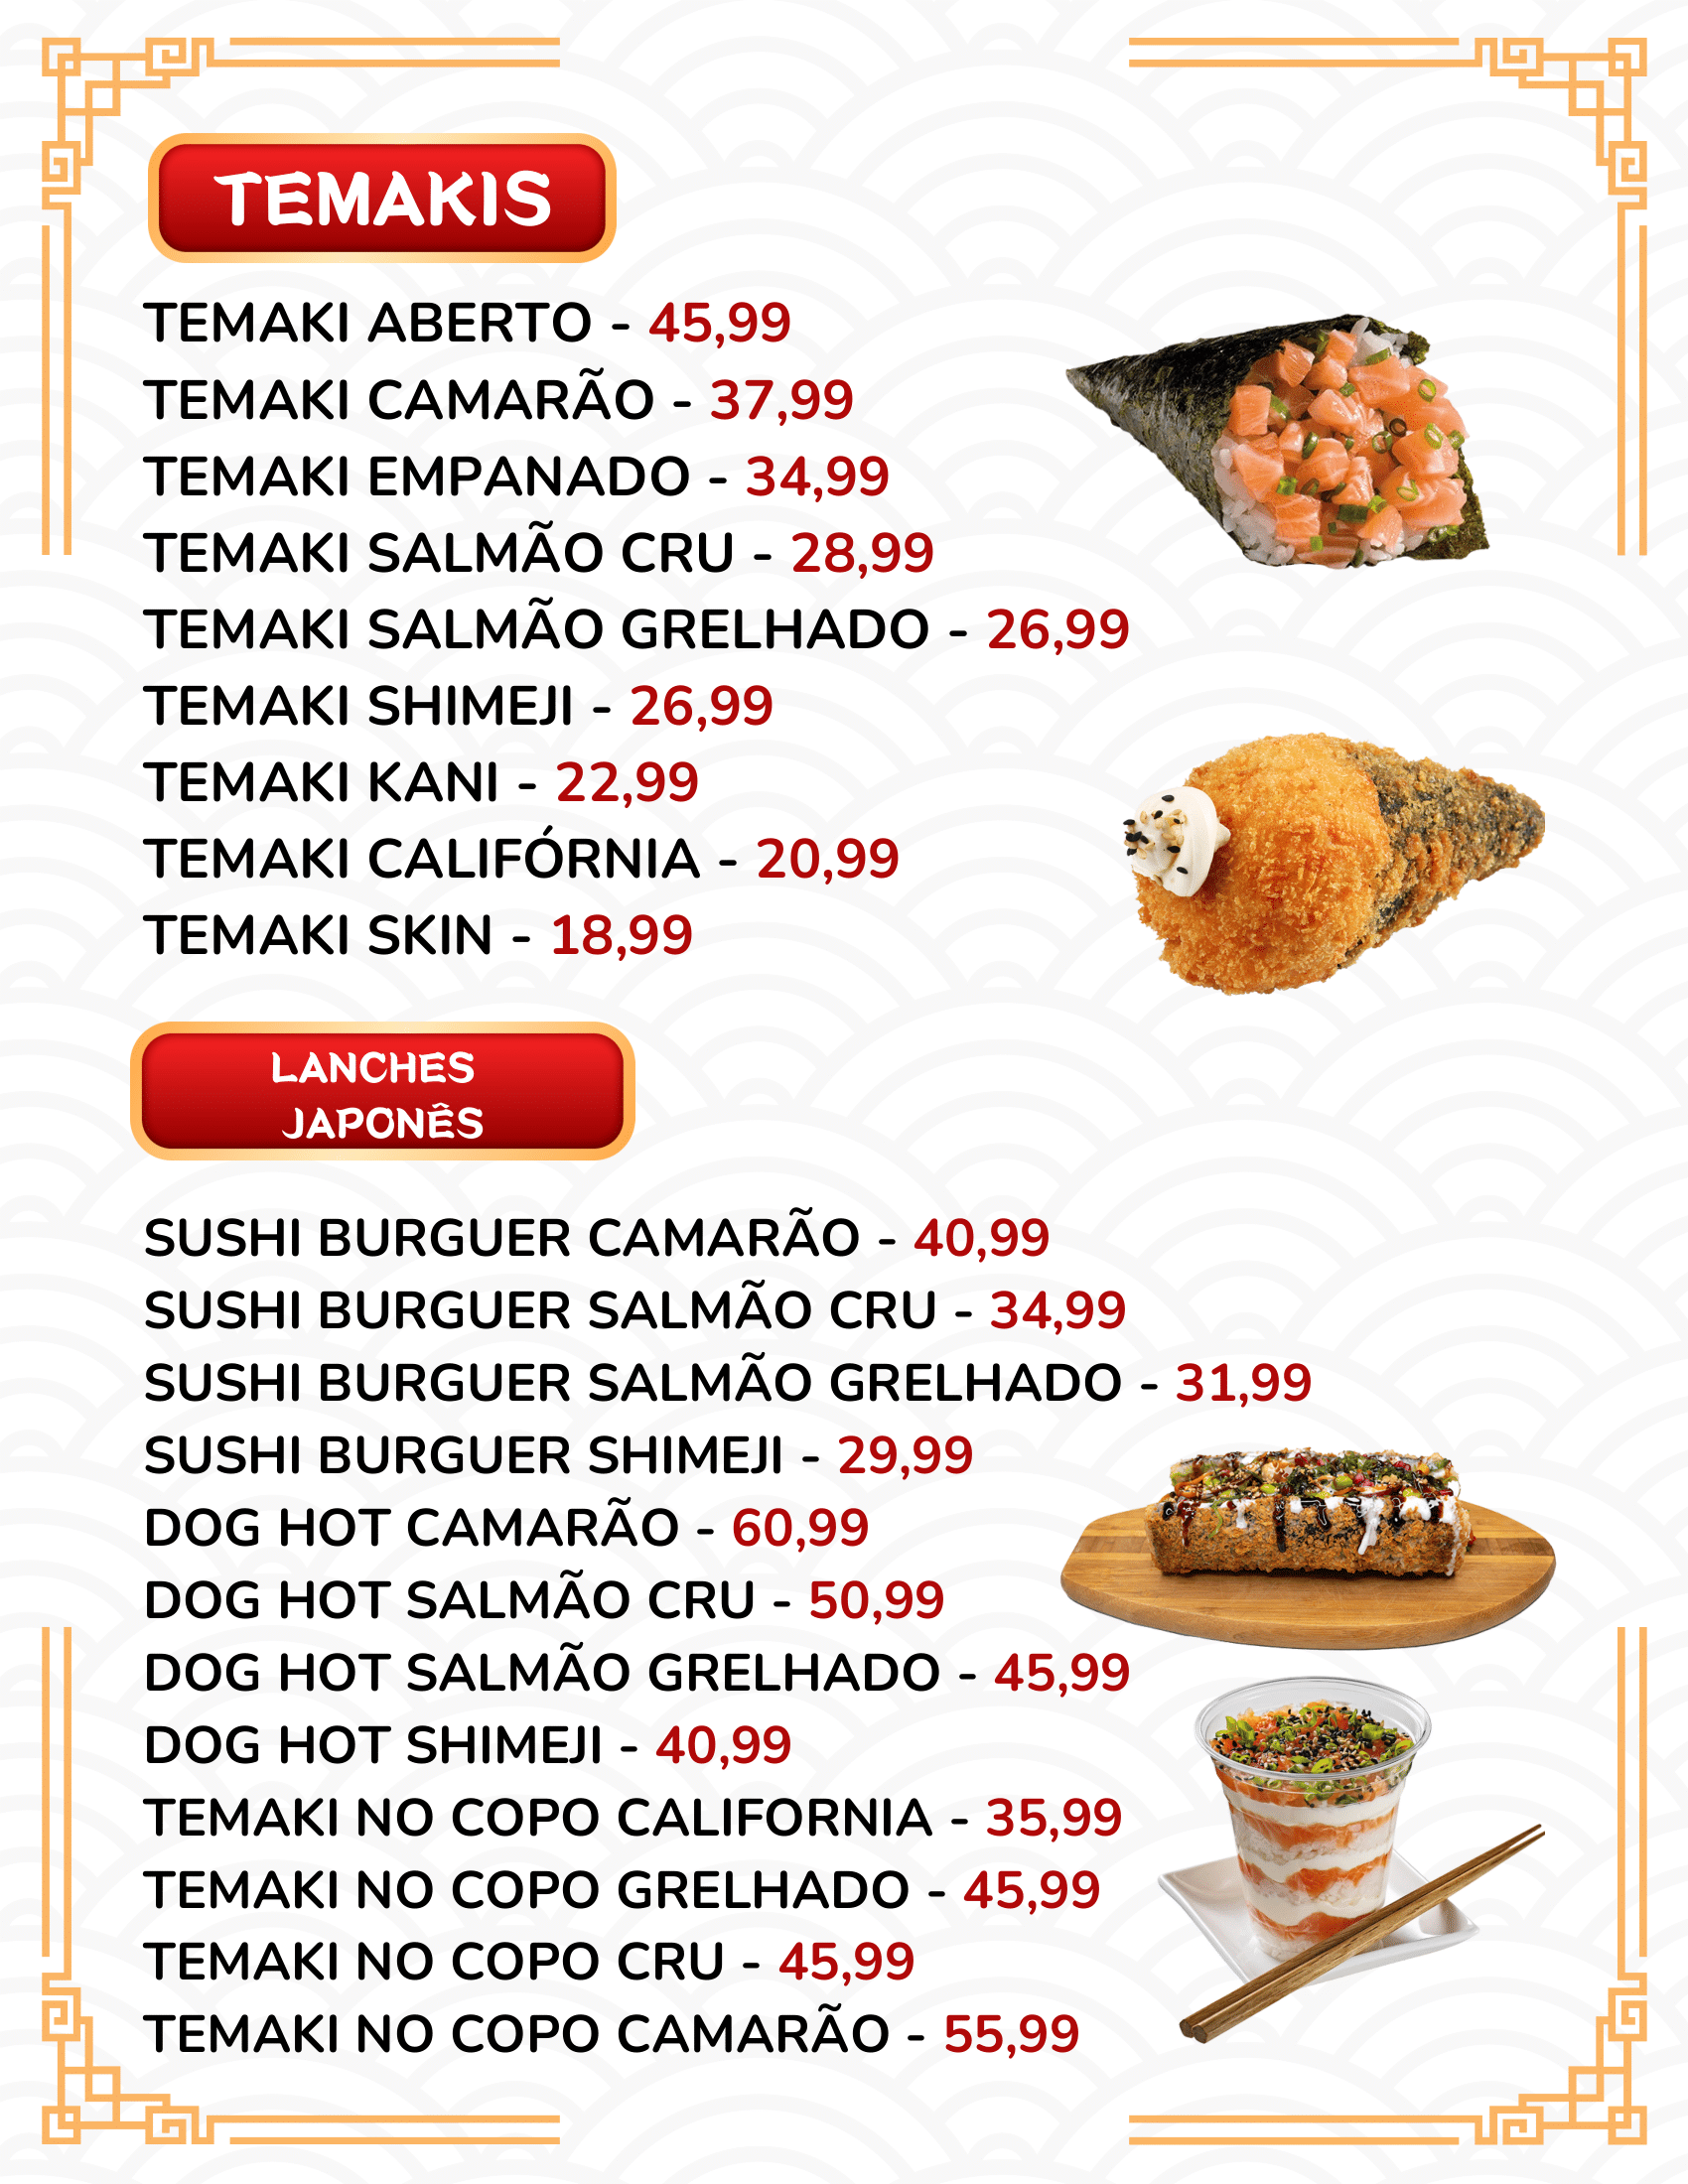 TEMAKIS
TEMAKI ABERTO - 45,99
TEMAKI CAMARÃO - 37,99
TEMAKI EMPANADO - 34,99
TEMAKI SALMÃO CRU - 28,99
TEMAKI SALMÃO GRELHADO - 26,99
TEMAKI SHIMEJI - 26,99
TEMAKI KANI - 22,99
TEMAKI CALIFÓRNIA - 20,99
TEMAKI SKIN - 18,99
LANCHES
JAPONÊS
SUSHI BURGUER CAMARÃO - 40,99
SUSHI BURGUER SALMÃO CRU - 34,99
SUSHI BURGUER SALMÃO GRELHADO - 31,99
SUSHI BURGUER SHIMEJI - 29,99
DOG HOT CAMARÃO - 60,99
DOG HOT SALMÃO CRU - 50,99
DOG HOT SALMÃO GRELHADO - 45,99
DOG HOT SHIMEJI - 40,99
TEMAKI NO COPO CALIFORNIA - 35,99
TEMAKI NO COPO GRELHADO - 45,99
TEMAKI NO COPO CRU - 45,99
TEMAKI NO COPO CAMARÃO - 55,99